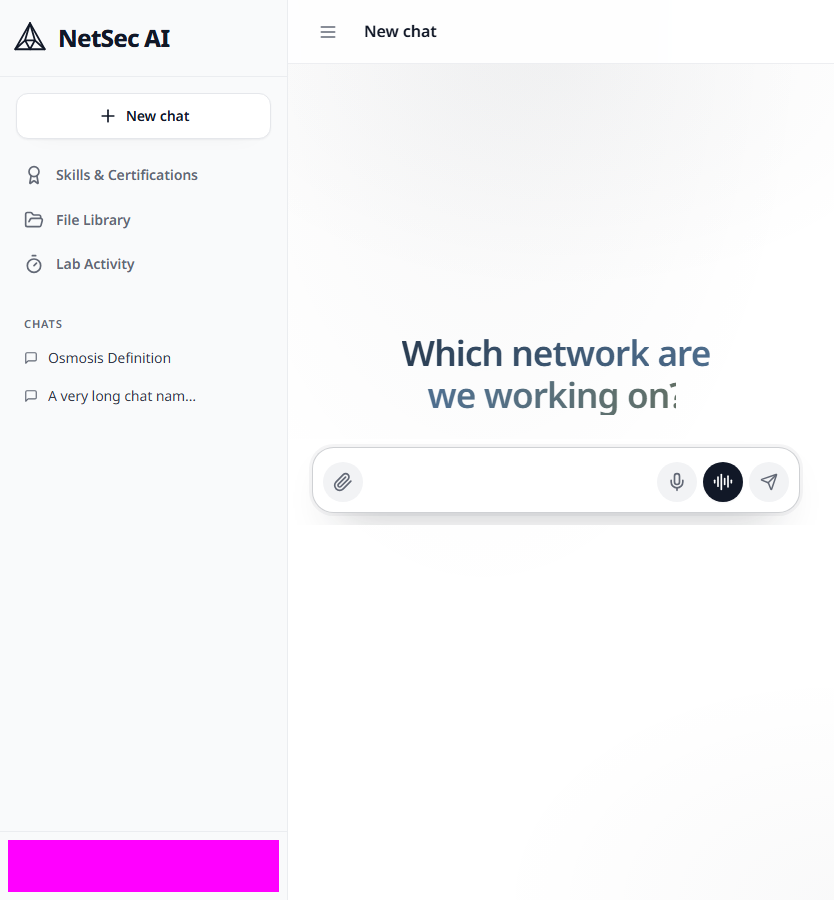 NetSec AI
New chat
Skills & Certifications
File Library
Lab Activity
CHATS
Osmosis Definition
A very long chat nam...
New chat
Which network are
we working on?